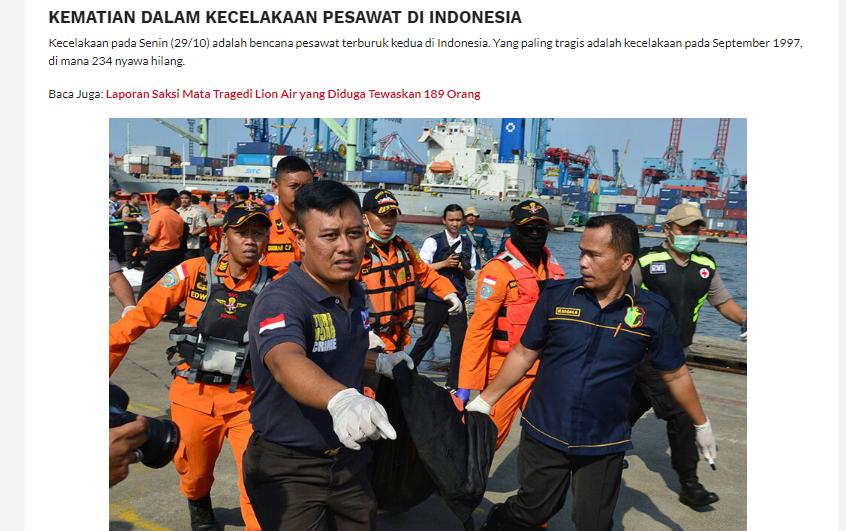 KEMATIAN DALAM KECELAKAAN PESAWAT DI INDONESIA
Kecelakaan pada Senin (29/10) adalah bencana pesawat terburuk kedua di Indonesia. Yang paling tragis adalah kecelakaan pada September 1997,
di mana 234 nyawa hilang.
Baca Juga: Laporan Saksi Mata Tragedi Lion Air yang Diduga Tewaskan 189 Orang
CRIME